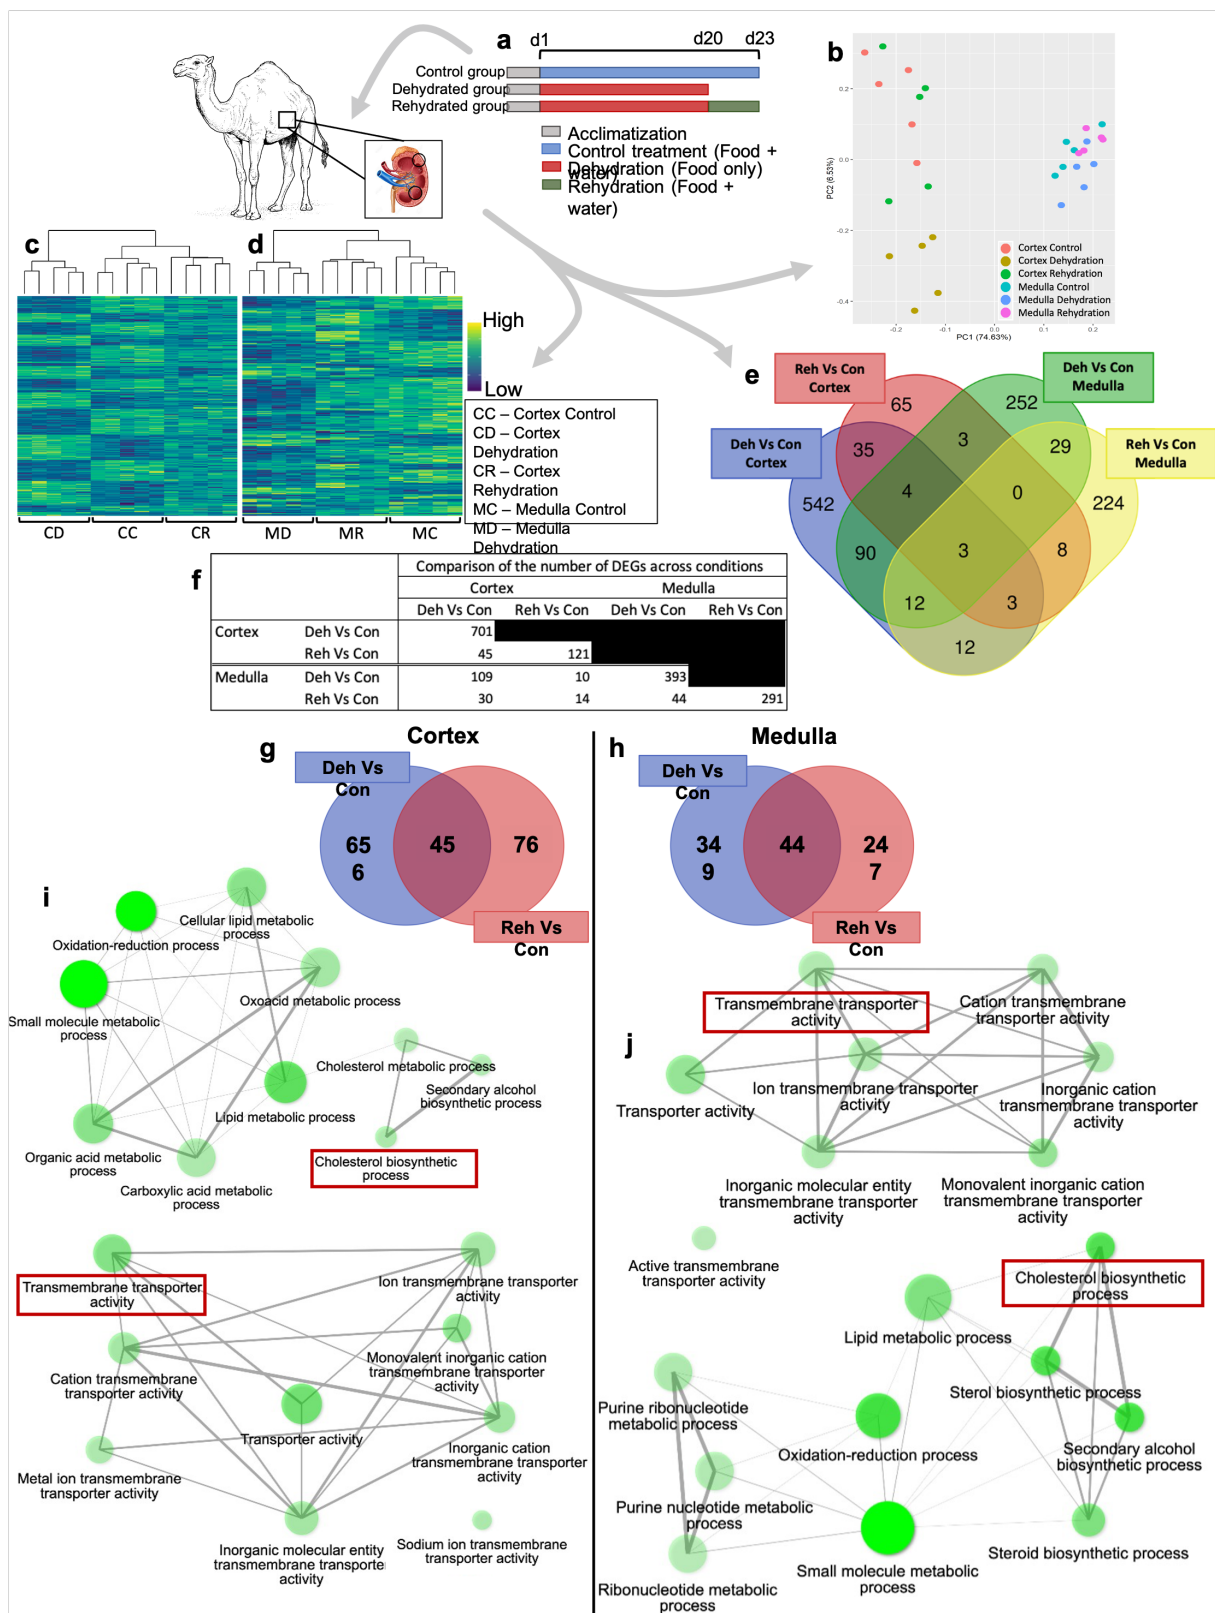 a
d1
d20
d23
Control group
Dehydrated group
Rehydrated group
Acclimatization
Control treatment (Food +
water)
Dehydration (Food only)
Rehydration (Food +
water)
b
0.2
0.0
-0.2
-0.4
PC2 (6.53%)
-0.2
-0.1
0.0
0.1
0.2
PC1 (74.63%)
Cortex Control
Cortex Dehydration
Cortex Rehydration
Medulla Control
Medulla Dehydration
Medulla Rehydration
c
CD
CC
CR
d
MD
MR
MC
High
Low
CC – Cortex Control
CD – Cortex
Dehydration
CR – Cortex
Rehydration
MC – Medulla Control
MD – Medulla
Dehydration
e
Reh Vs Con
Cortex
Deh Vs Con
Medulla
Deh Vs Con
Cortex
Reh Vs Con
Medulla
65
252
3
35
29
4
0
542
224
90
3
8
12
3
12
f
Comparison of the number of DEGs across conditions
Cortex Medulla
Deh Vs Con Reh Vs Con Deh Vs Con Reh Vs Con
Cortex Deh Vs Con 701
Reh Vs Con 45 121
Medulla Deh Vs Con 109 10 393
Reh Vs Con 30 14 44 291
g
Cortex
Deh Vs
Con
65
6
45
76
Reh Vs
Con
h
Medulla
Deh Vs
Con
34
9
44
24
7
Reh Vs
Con
i
Cellular lipid metabolic
process
Oxidation-reduction process
Oxoacid metabolic process
Small molecule metabolic
process
Cholesterol metabolic process
Secondary alcohol
biosynthetic process
Lipid metabolic process
Organic acid metabolic
process
Cholesterol biosynthetic
process
Carboxylic acid metabolic
process
Transmembrane transporter
activity
Ion transmembrane transporter
activity
Cation transmembrane
transporter activity
Monovalent inorganic cation
transmembrane transporter
activity
Transporter activity
Inorganic cation
transmembrane transporter
activity
Metal ion transmembrane
transporter activity
Inorganic molecular entity
transmembrane transporte
activity
Sodium ion transmembrane
transporter activity
j
Transmembrane transporter
activity
Cation transmembrane
transporter activity
Transporter activity
Ion transmembrane transporter
activity
Inorganic cation
transmembrane transporter
activity
Inorganic molecular entity
transmembrane transporter
activity
Monovalent inorganic cation
transmembrane transporter
activity
Active transmembrane
transporter activity
Cholesterol biosynthetic
process
Lipid metabolic process
Sterol biosynthetic process
Purine ribonucleotide
metabolic process
Oxidation-reduction process
Secondary alcohol
biosynthetic process
Purine nucleotide metabolic
process
Steroid biosynthetic process
Small molecule metabolic
process
Ribonucleotide metabolic
process